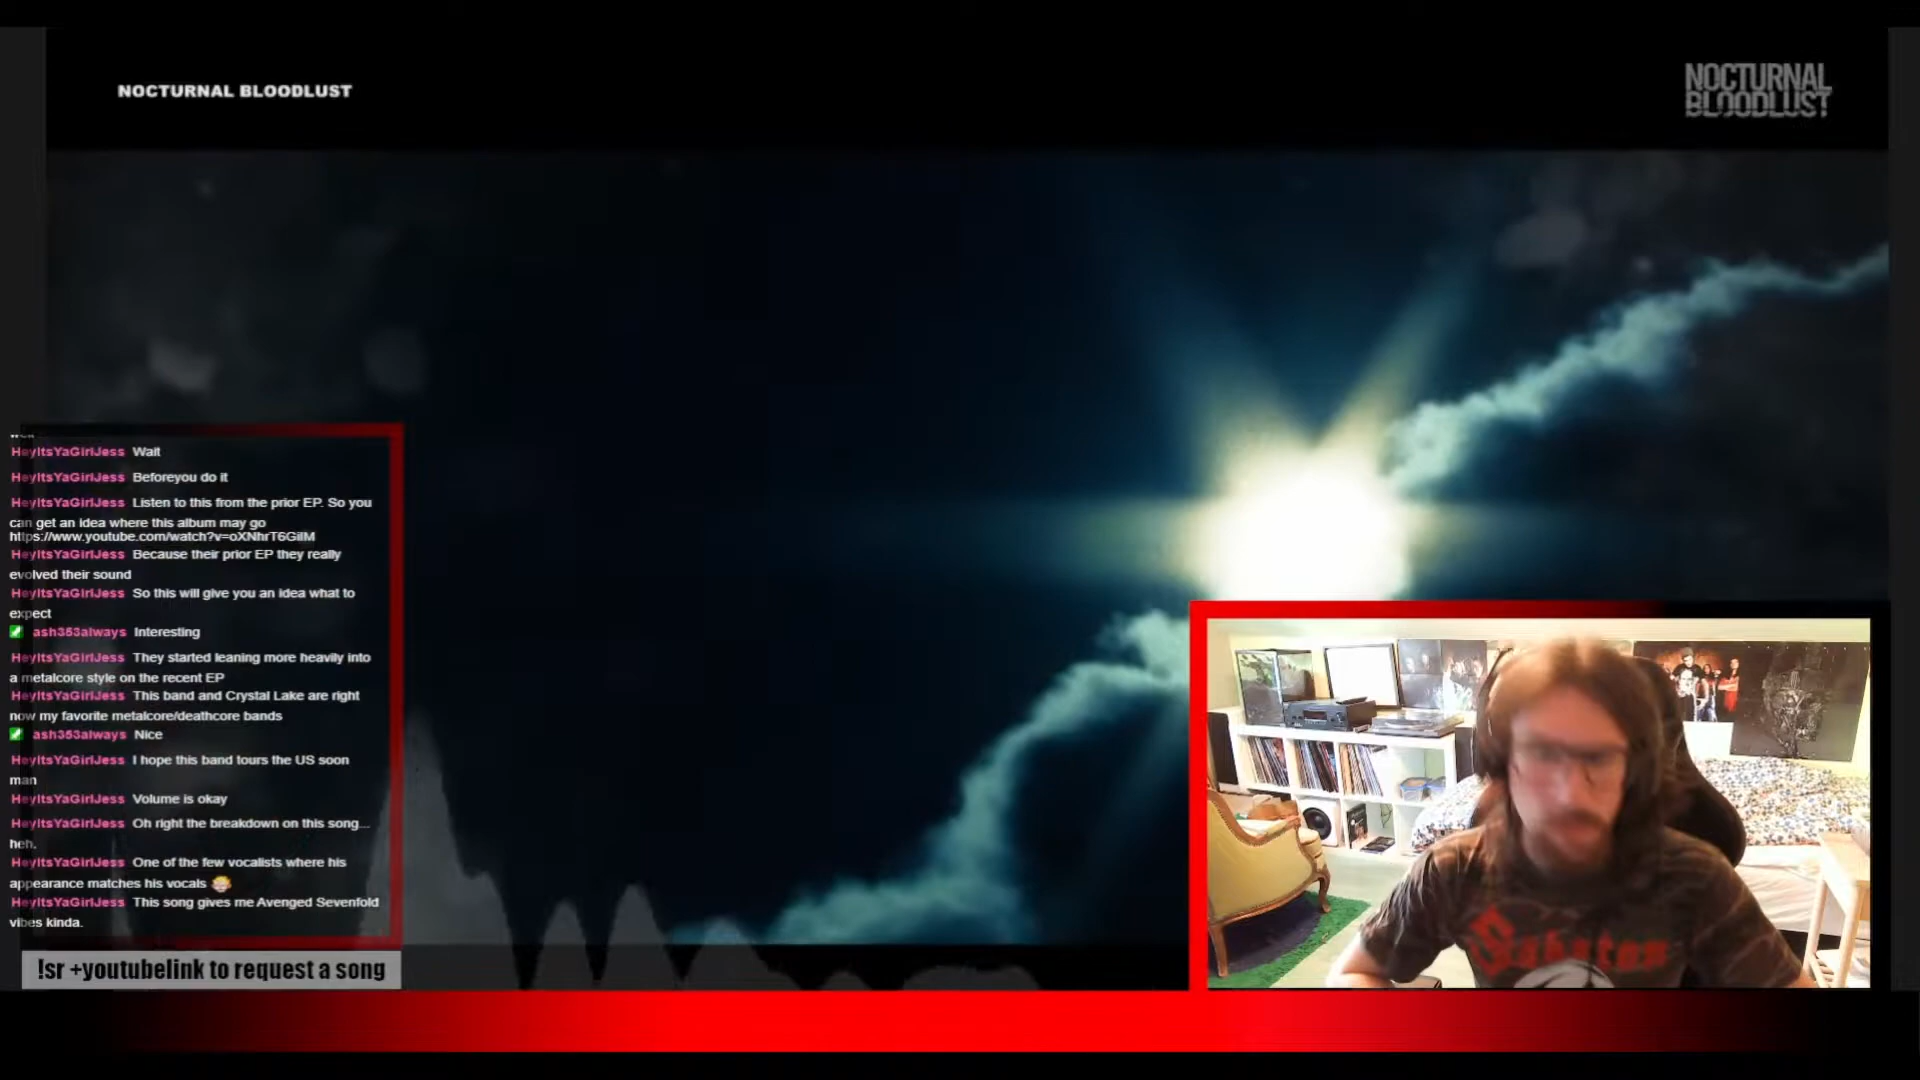 NOCTURNAL BLOODLUST
NOCTURNAL
BLOODLUST
HeyItsYaGirlJess Wait
HeyItsYaGirlJess Beforeyou do it
HeyItsYaGirlJess Listen to this from the prior EP. So you
can get an idea where this album may go
https://www.youtube.com/watch?v=oXNhrT6GilM
HeyItsYaGirlJess Because their prior EP they really
evolved their sound
HeyItsYaGirlJess So this will give you an idea what to
expect
ash353always Interesting
HeyItsYaGirlJess They started leaning more heavily into
a metalcore style on the recent EP
HeyItsYaGirlJess This band and Crystal Lake are right
now my favorite metalcore/deathcore bands
ash353always Nice
HeyItsYaGirlJess I hope this band tours the US soon
man
HeyItsYaGirlJess Volume is okay
HeyItsYaGirlJess Oh right the breakdown on this song...
heh.
HeyItsYaGirlJess One of the few vocalists where his
appearance matches his vocals
HeyItsYaGirlJess This song gives me Avenged Sevenfold
vibes kinda.
!sr +youtubelink to request a song
Sabaton